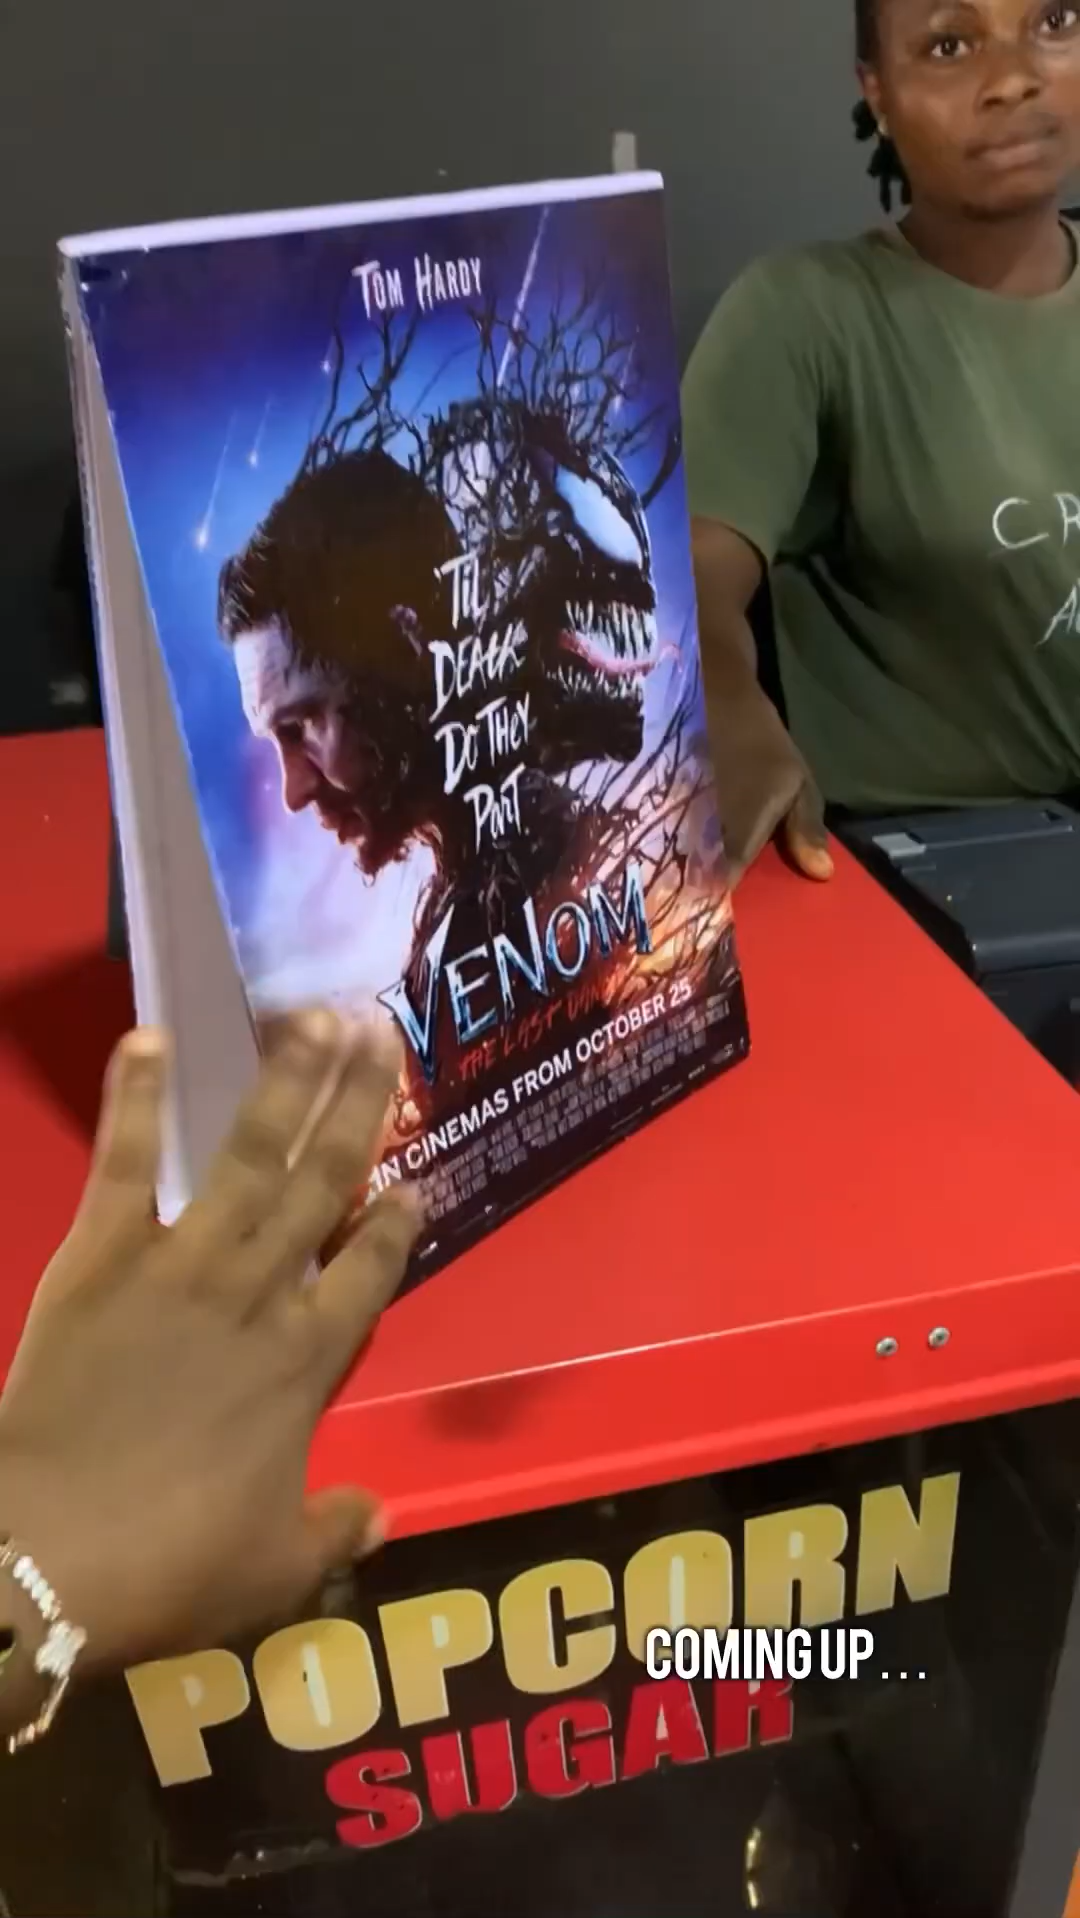 TOM HARDY
'TIL
DEATH
DO THEY
PART.
VENOM
THE LAST DANCE
IN CINEMAS FROM OCTOBER 25
CR
A
POPCORN
SUGAR
COMING UP...